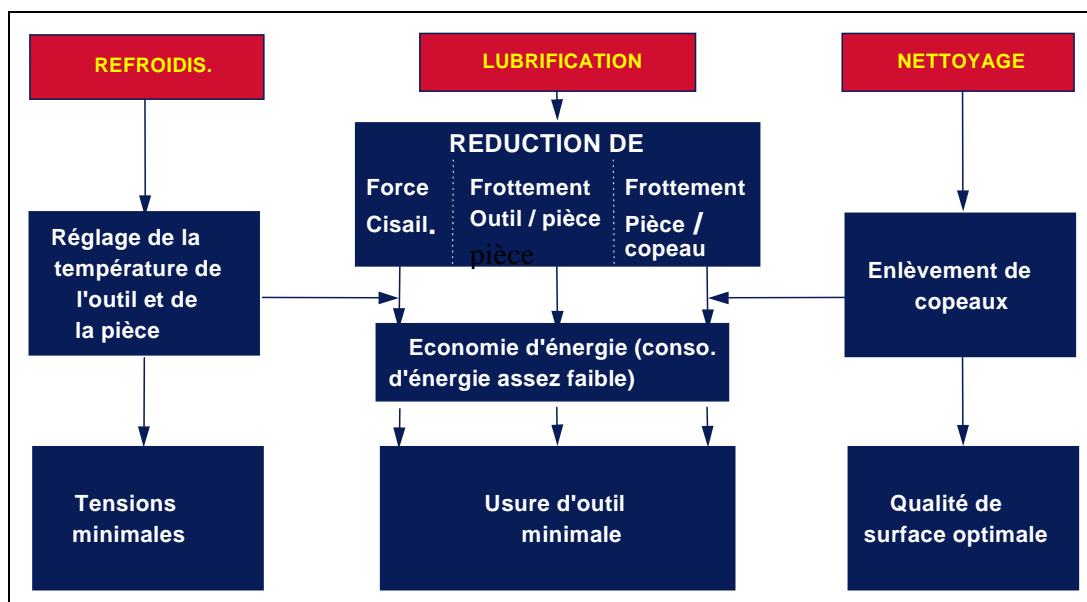 REFROIDIS.
LUBRIFICATION
NETTOYAGE
REDUCTION DE
Force
Cisail.
Frottement
Outil / pièce
pièce
Frottement
Pièce /
copeau
Réglage de la
température de
l'outil et de
la pièce
Enlèvement de
copeaux
Economie d'énergie (conso.
d'énergie assez faible)
Tensions
minimales
Usure d'outil
minimale
Qualité de
surface optimale